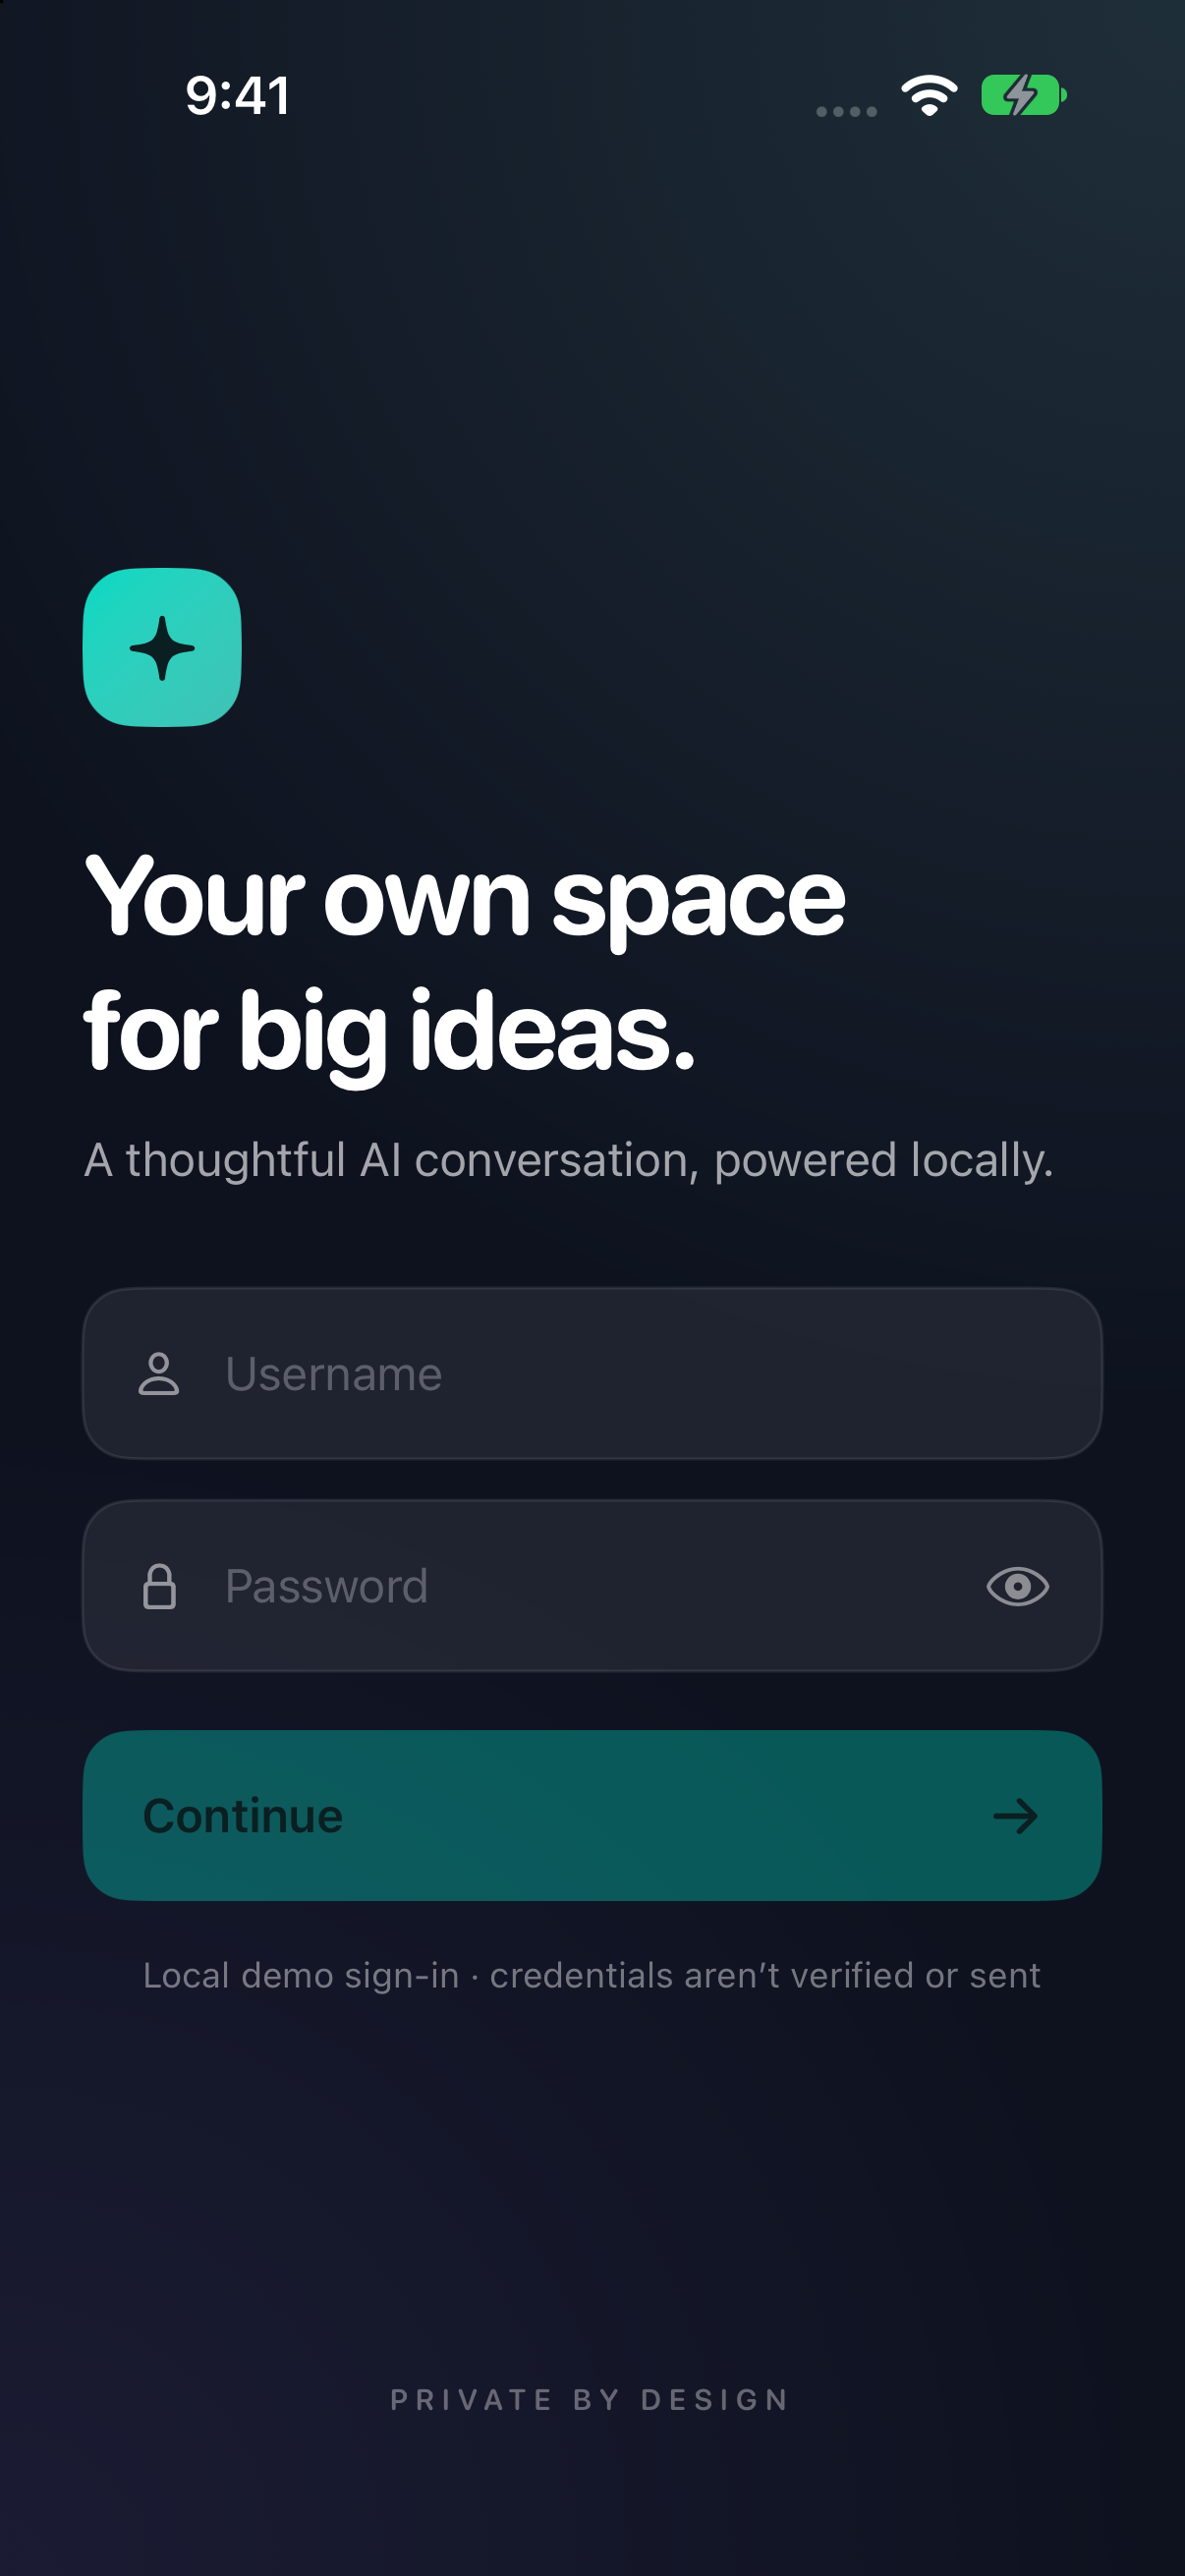 9:41
Your own space
for big ideas.
A thoughtful AI conversation, powered locally.
Username
Password
Continue
Local demo sign-in · credentials aren’t verified or sent
PRIVATE BY DESIGN